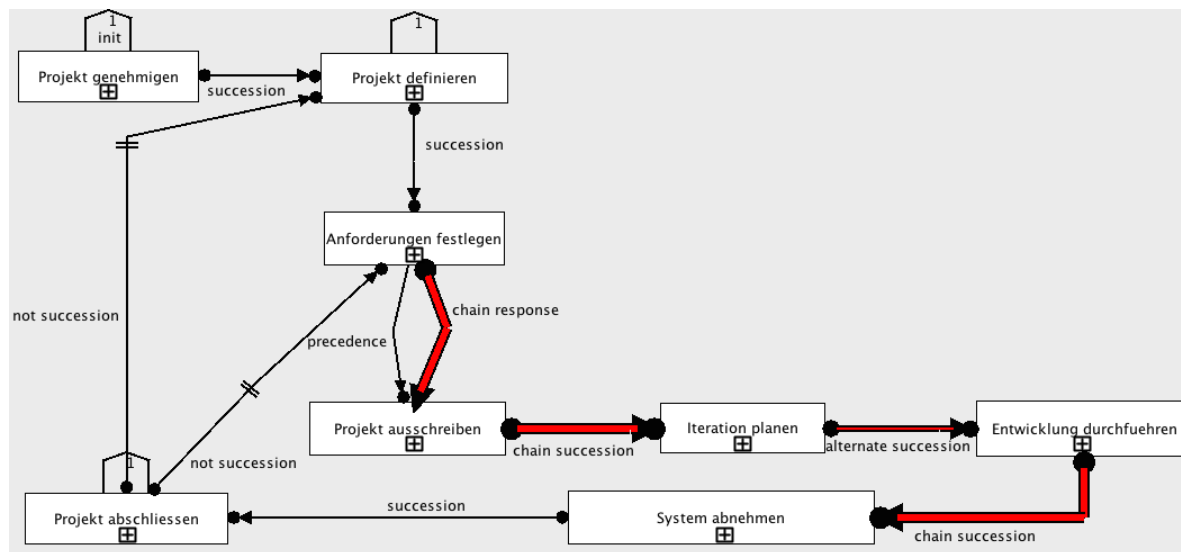 1
init
Projekt genehmigen
succession
1
Projekt definieren
succession
Anforderungen festlegen
not succession
chain response
precedence
Projekt ausschreiben
chain succession
Iteration planen
alternate succession
Entwicklung durchfuehren
not succession
1
Projekt abschliessen
succession
System abnehmen
chain succession